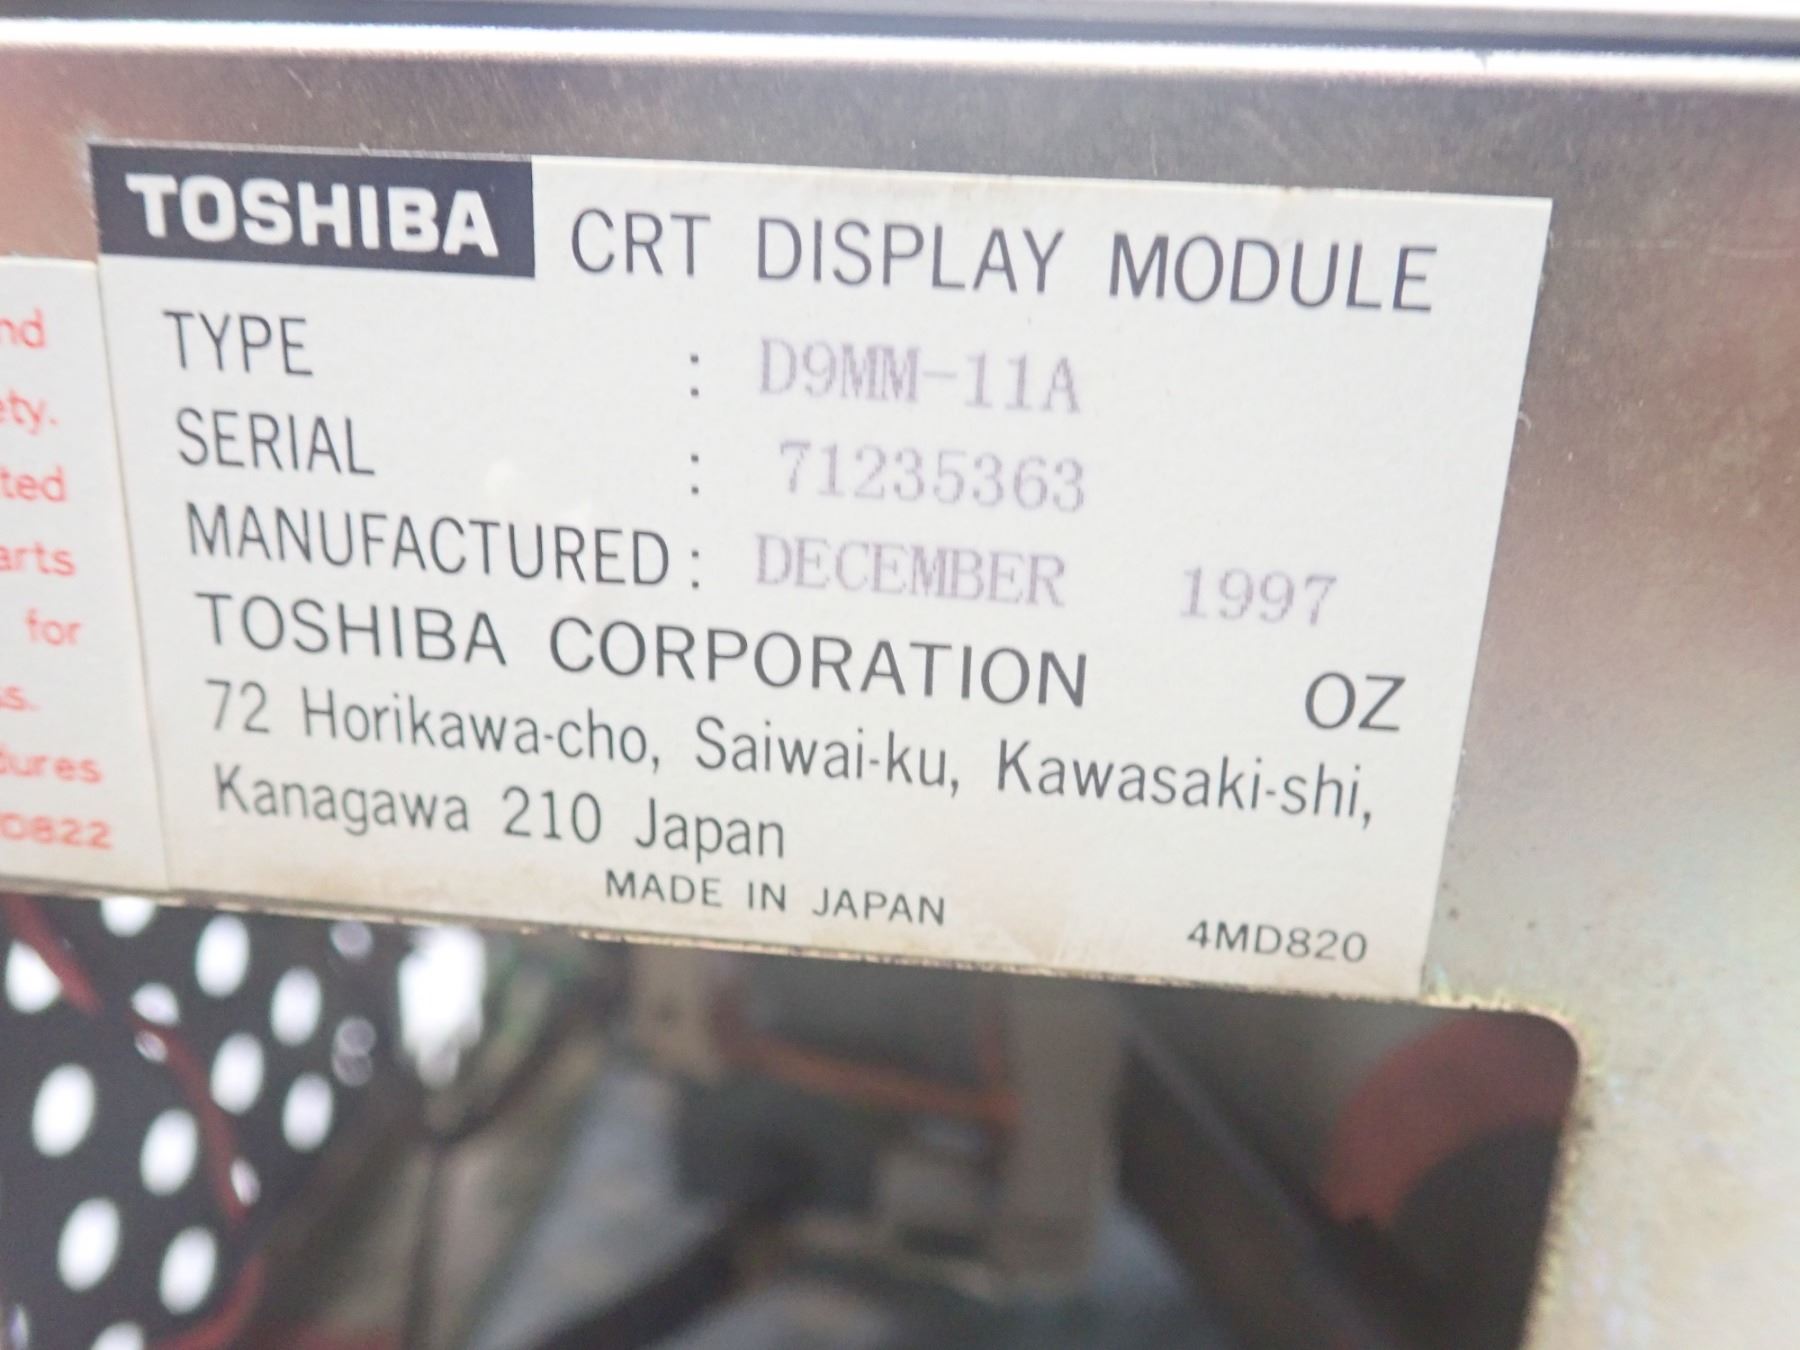 TOSHIBA CRT DISPLAY MODULE
TYPE : D9MM-11A
SERIAL : 71235363
MANUFACTURED : DECEMBER 1997
TOSHIBA CORPORATION OZ
72 Horikawa-cho, Saiwai-ku, Kawasaki-shi,
Kanagawa 210 Japan
MADE IN JAPAN
4MD820
for